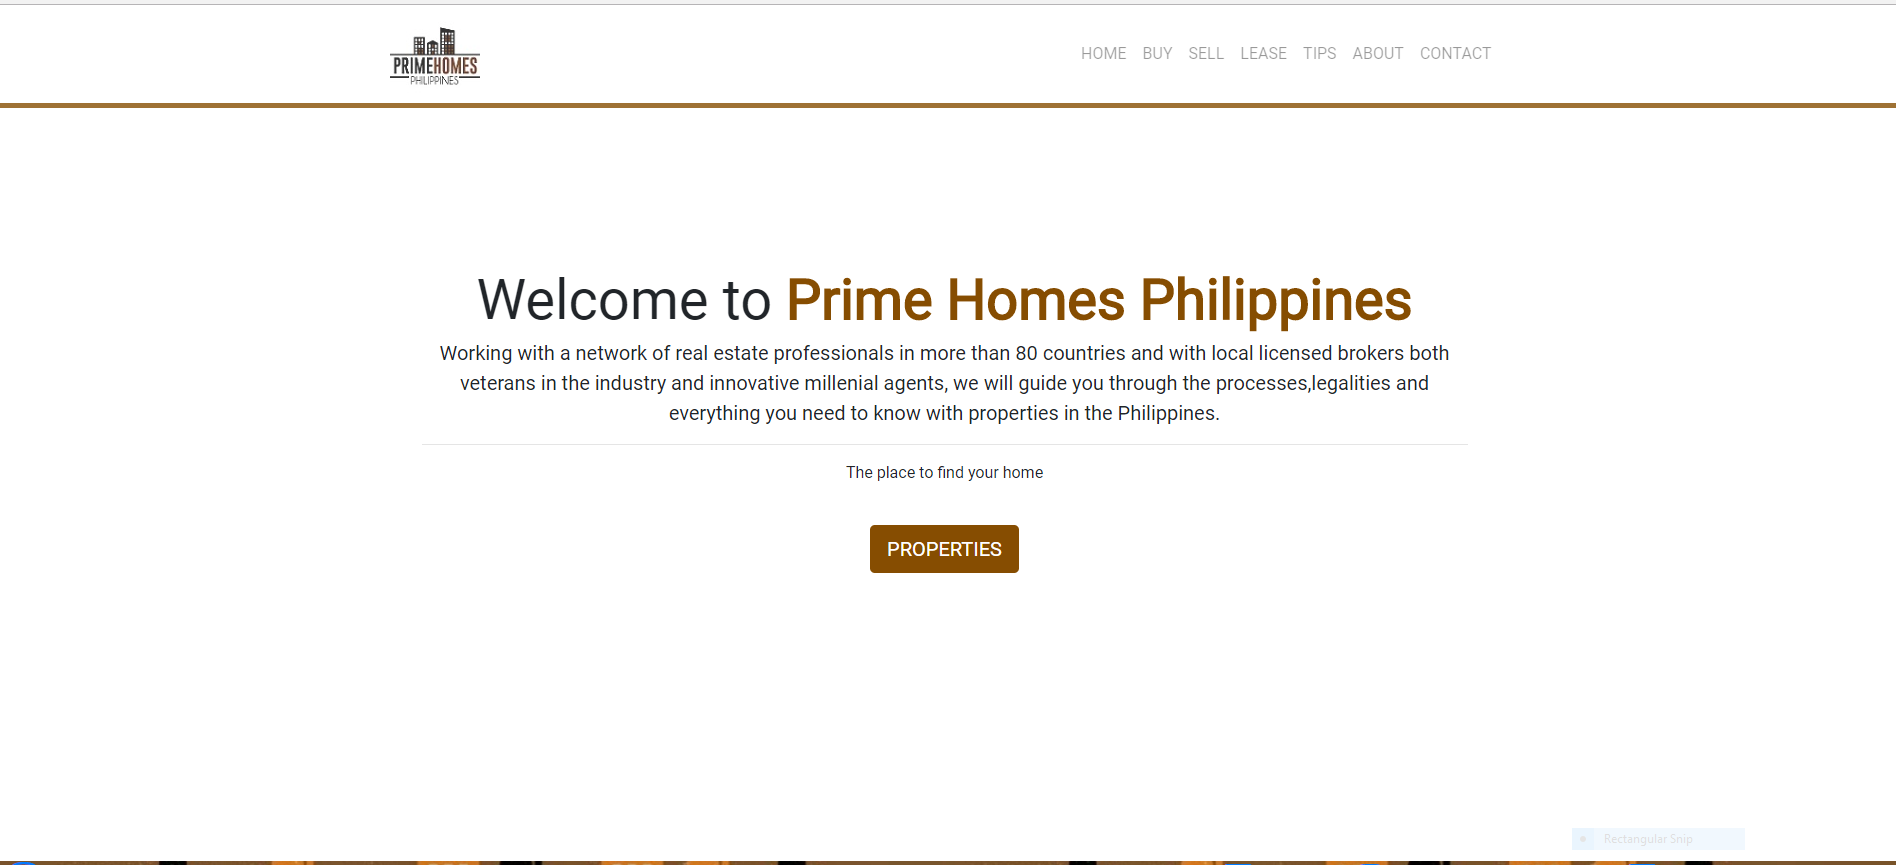 PRIMEHOMES
PHILIPPINES
HOME BUY SELL LEASE TIPS ABOUT CONTACT
Welcome to Prime Homes Philippines
Working with a network of real estate professionals in more than 80 countries and with local licensed brokers both
veterans in the industry and innovative millenial agents, we will guide you through the processes,legalities and
everything you need to know with properties in the Philippines.
The place to find your home
PROPERTIES
Rectangular Snip